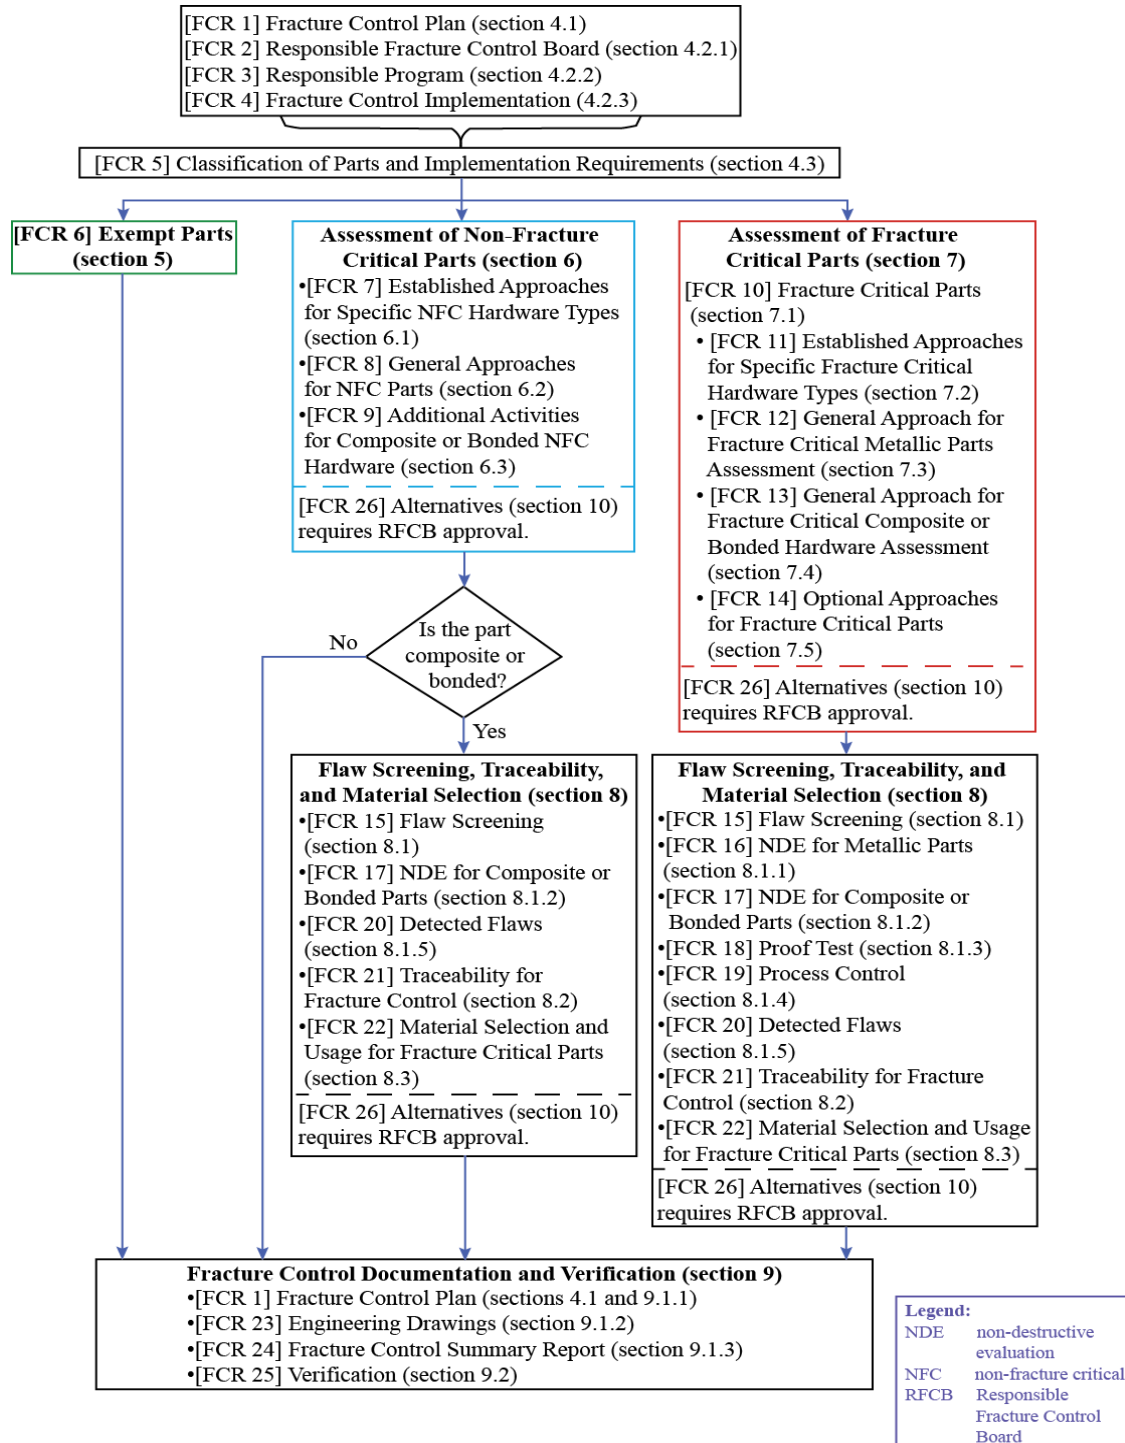 [FCR 1] Fracture Control Plan (section 4.1)
[FCR 2] Responsible Fracture Control Board (section 4.2.1)
[FCR 3] Responsible Program (section 4.2.2)
[FCR 4] Fracture Control Implementation (4.2.3)
[FCR 5] Classification of Parts and Implementation Requirements (section 4.3)
[FCR 6] Exempt Parts
(section 5)
Assessment of Non-Fracture
Critical Parts (section 6)
•[FCR 7] Established Approaches
for Specific NFC Hardware Types
(section 6.1)
•[FCR 8] General Approaches
for NFC Parts (section 6.2)
•[FCR 9] Additional Activities
for Composite or Bonded NFC
Hardware (section 6.3)
[FCR 26] Alternatives (section 10)
requires RFCB approval.
Assessment of Fracture
Critical Parts (section 7)
[FCR 10] Fracture Critical Parts
(section 7.1)
• [FCR 11] Established Approaches
for Specific Fracture Critical
Hardware Types (section 7.2)
• [FCR 12] General Approach for
Fracture Critical Metallic Parts
Assessment (section 7.3)
• [FCR 13] General Approach for
Fracture Critical Composite or
Bonded Hardware Assessment
(section 7.4)
• [FCR 14] Optional Approaches
for Fracture Critical Parts
(section 7.5)
[FCR 26] Alternatives (section 10)
requires RFCB approval.
Is the part
composite or
bonded?
No
Yes
Flaw Screening, Traceability,
and Material Selection (section 8)
•[FCR 15] Flaw Screening
(section 8.1)
•[FCR 17] NDE for Composite or
Bonded Parts (section 8.1.2)
•[FCR 20] Detected Flaws
(section 8.1.5)
•[FCR 21] Traceability for
Fracture Control (section 8.2)
•[FCR 22] Material Selection and
Usage for Fracture Critical Parts
(section 8.3)
[FCR 26] Alternatives (section 10)
requires RFCB approval.
Flaw Screening, Traceability, and
Material Selection (section 8)
•[FCR 15] Flaw Screening (section 8.1)
•[FCR 16] NDE for Metallic Parts
(section 8.1.1)
•[FCR 17] NDE for Composite or
Bonded Parts (section 8.1.2)
•[FCR 18] Proof Test (section 8.1.3)
•[FCR 19] Process Control
(section 8.1.4)
•[FCR 20] Detected Flaws
(section 8.1.5)
•[FCR 21] Traceability for Fracture
Control (section 8.2)
•[FCR 22] Material Selection and Usage
for Fracture Critical Parts (section 8.3)
[FCR 26] Alternatives (section 10)
requires RFCB approval.
Fracture Control Documentation and Verification (section 9)
•[FCR 1] Fracture Control Plan (sections 4.1 and 9.1.1)
•[FCR 23] Engineering Drawings (section 9.1.2)
•[FCR 24] Fracture Control Summary Report (section 9.1.3)
•[FCR 25] Verification (section 9.2)
Legend:
NDE non-destructive
evaluation
NFC non-fracture critical
RFCB Responsible
Fracture Control
Board